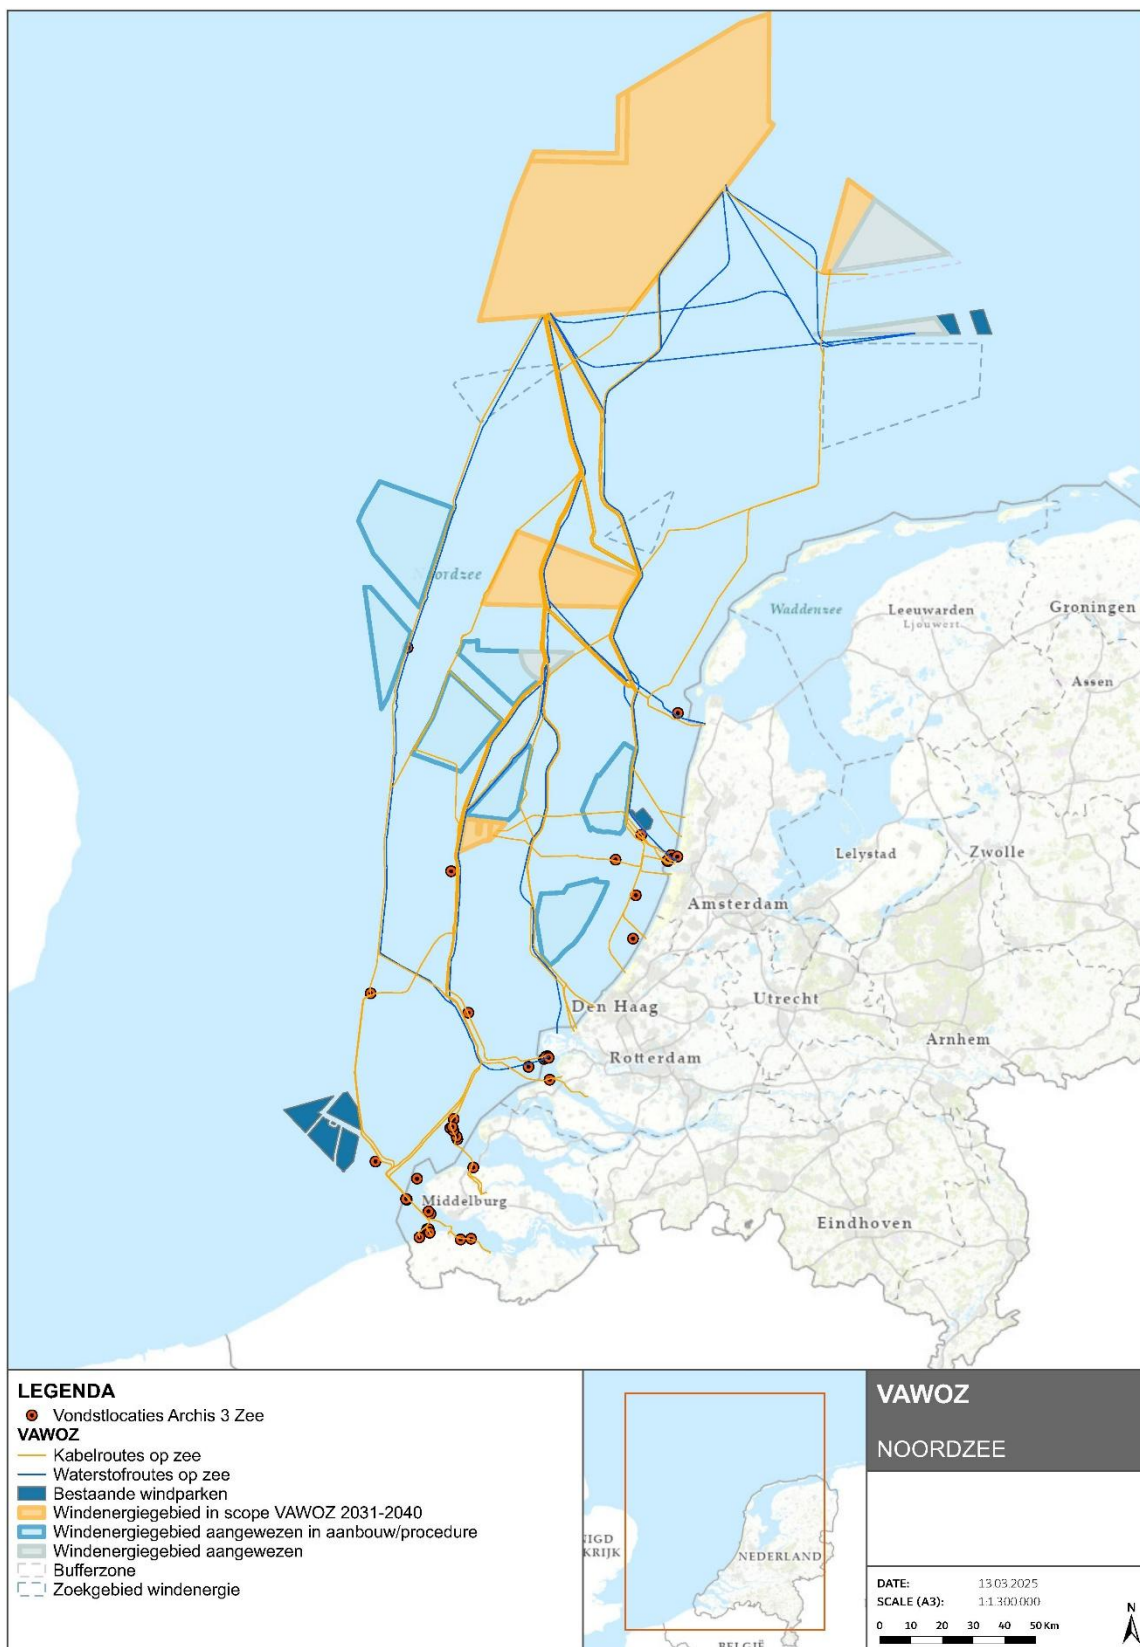 Noordzee
Waddenzee
Leeuwarden
Ljouwert
Groningen
Assen
Lelystad
Zwolle
Amsterdam
Den Haag
Utrecht
Arnhem
Rotterdam
Middelburg
Eindhoven
LEGENDA
Vondstlocaties Archis 3 Zee
VAWOZ
Kabelroutes op zee
Waterstofroutes op zee
Bestaande windparken
Windenergiegebied in scope VAWOZ 2031-2040
Windenergiegebied aangewezen in aanbouw/procedure
Windenergiegebied aangewezen
Bufferzone
Zoekgebied windenergie
NIGD
KRIJK
NEDERLAND
BELGIË
VAWOZ
NOORDZEE
DATE: 13.03.2025
SCALE (A3): 1:1.300.000
0 10 20 30 40 50 Km
N